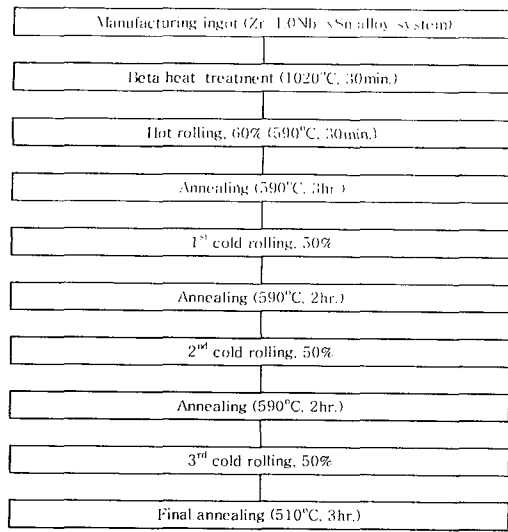 Manufacturing ingot (Zr-1.0Nb-xSn alloy system)
Beta heat treatment (1020°C, 30min.)
Hot rolling, 60% (590°C, 30min.)
Annealing (590°C, 3hr.)
1st cold rolling, 50%
Annealing (590°C, 2hr.)
2nd cold rolling, 50%
Annealing (590°C, 2hr.)
3rd cold rolling, 50%
Final annealing (510°C, 3hr.)